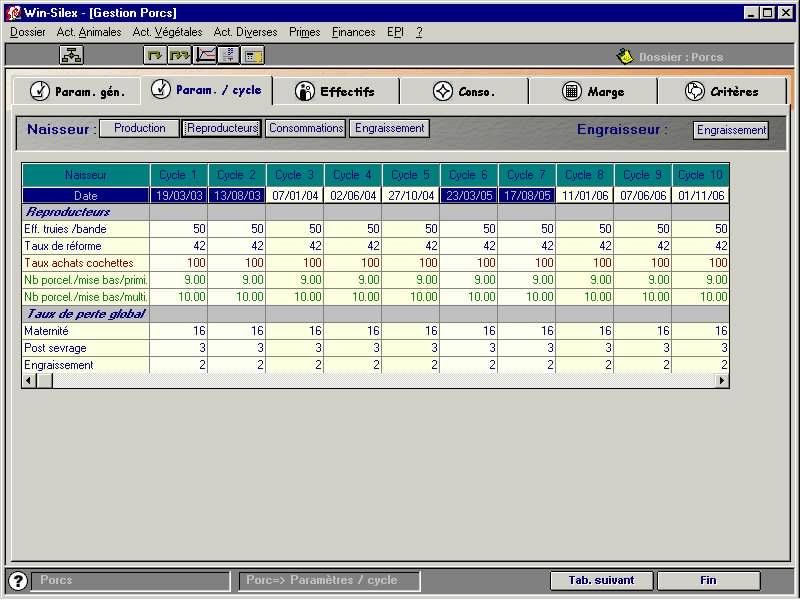 Win-Silex - [Gestion Porcs]
Dossier Act. Animales Act. Végétales Act. Diverses Primes Finances EPI ?
Dossier : Porcs
Param. gén. Param. / cycle Effectifs Conso. Marge Critères
Naisseur : Production Reproducteurs Consommations Engraissement Engraisseur : Engraissement
Naisseur Cycle 1 Cycle 2 Cycle 3 Cycle 4 Cycle 5 Cycle 6 Cycle 7 Cycle 8 Cycle 9 Cycle 10
Date 19/03/03 13/08/03 07/01/04 02/06/04 27/10/04 23/03/05 17/08/05 11/01/06 07/06/06 01/11/06
Reproducteurs
Eff. truies /bande 50 50 50 50 50 50 50 50 50 50
Taux de réforme 42 42 42 42 42 42 42 42 42 42
Taux achats cochettes 100 100 100 100 100 100 100 100 100 100
Nb porcel./mise bas/primi. 9.00 9.00 9.00 9.00 9.00 9.00 9.00 9.00 9.00 9.00
Nb porcel./mise bas/multi. 10.00 10.00 10.00 10.00 10.00 10.00 10.00 10.00 10.00 10.00
Taux de perte global
Maternité 16 16 16 16 16 16 16 16 16 16
Post sevrage 3 3 3 3 3 3 3 3 3 3
Engraissement 2 2 2 2 2 2 2 2 2 2
? Porcs Porc=> Paramètres / cycle Tab. suivant Fin